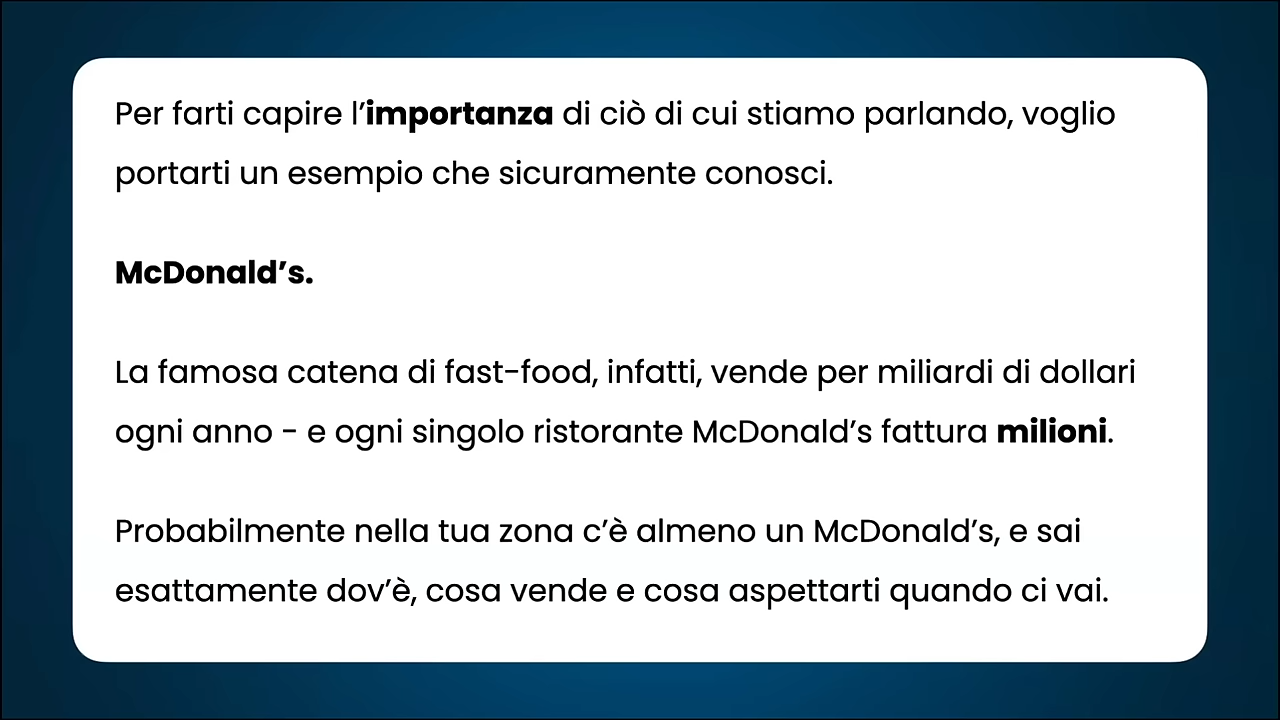 Per farti capire l’importanza di ciò di cui stiamo parlando, voglio
portarti un esempio che sicuramente conosci.
McDonald’s.
La famosa catena di fast-food, infatti, vende per miliardi di dollari
ogni anno - e ogni singolo ristorante McDonald’s fattura milioni.
Probabilmente nella tua zona c’è almeno un McDonald’s, e sai
esattamente dov’è, cosa vende e cosa aspettarti quando ci vai.